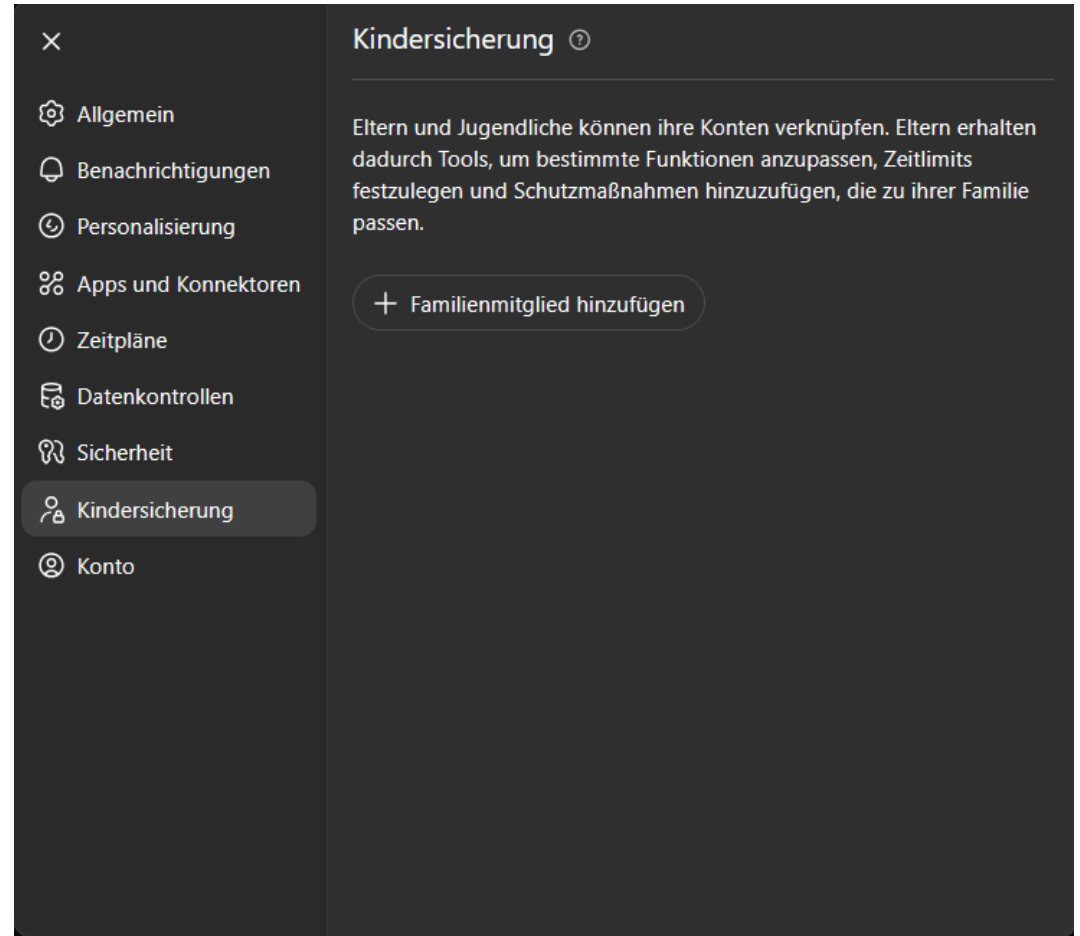 Kindersicherung
Allgemein
Benachrichtigungen
Personalisierung
Apps und Konnektoren
Zeitpläne
Datenkontrollen
Sicherheit
Kindersicherung
Konto
Eltern und Jugendliche können ihre Konten verknüpfen. Eltern erhalten
dadurch Tools, um bestimmte Funktionen anzupassen, Zeitlimits
festzulegen und Schutzmaßnahmen hinzuzufügen, die zu ihrer Familie
passen.
Familienmitglied hinzufügen